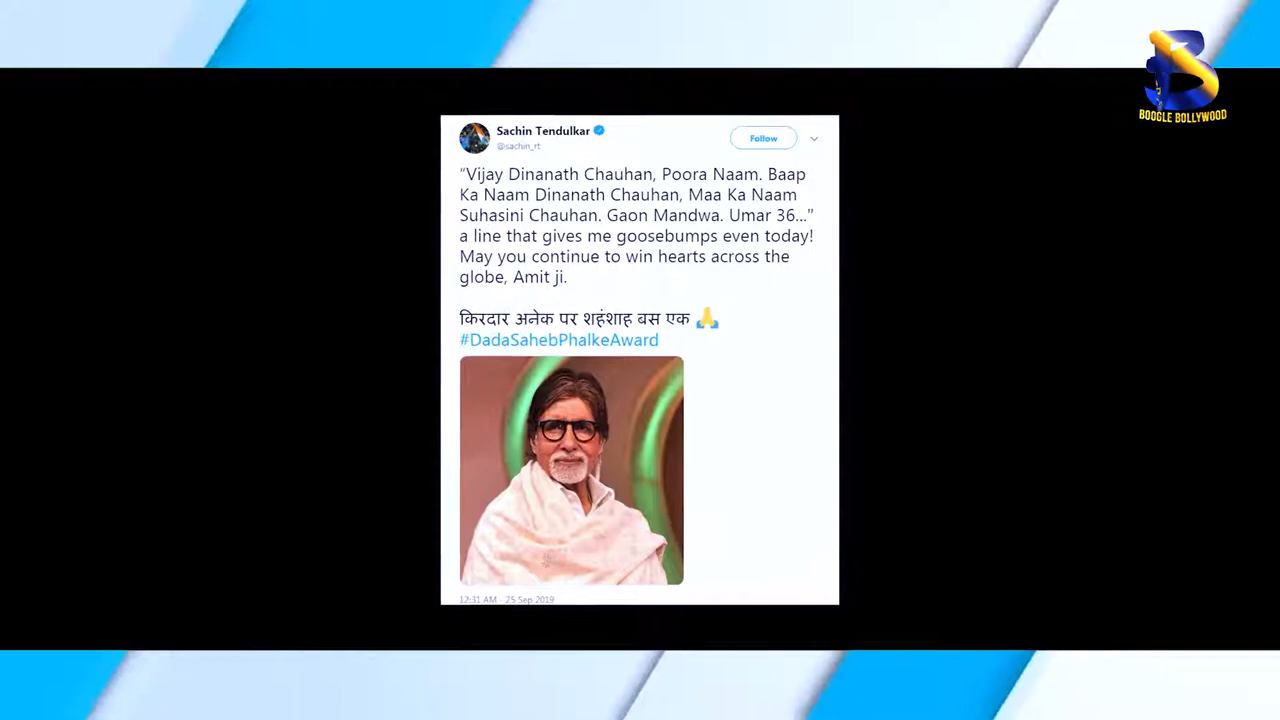 BOOGLE BOLLYWOOD
Sachin Tendulkar
@sachin_rt
Follow
"Vijay Dinanath Chauhan, Poora Naam. Baap
Ka Naam Dinanath Chauhan, Maa Ka Naam
Suhasini Chauhan. Gaon Mandwa. Umar 36..."
a line that gives me goosebumps even today!
May you continue to win hearts across the
globe, Amit ji.
किरदार अनेक पर शहंशाह बस एक 🙏
#DadaSahebPhalkeAward
12:31 AM - 25 Sep 2019